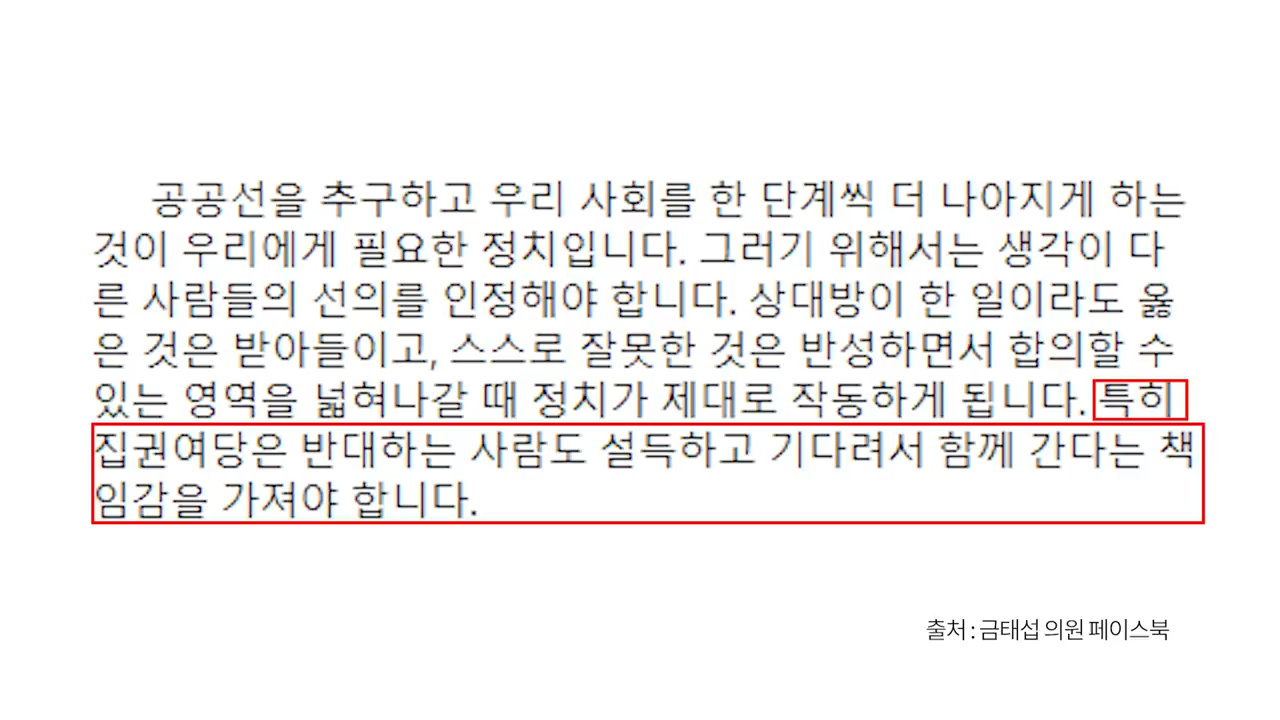 공공선을 추구하고 우리 사회를 한 단계씩 더 나아지게 하는
것이 우리에게 필요한 정치입니다. 그러기 위해서는 생각이 다
른 사람들의 선의를 인정해야 합니다. 상대방이 한 일이라도 옳
은 것은 받아들이고, 스스로 잘못한 것은 반성하면서 합의할 수
있는 영역을 넓혀나갈 때 정치가 제대로 작동하게 됩니다. 특히
집권여당은 반대하는 사람도 설득하고 기다려서 함께 간다는 책
임감을 가져야 합니다.
출처 : 금태섭 의원 페이스북